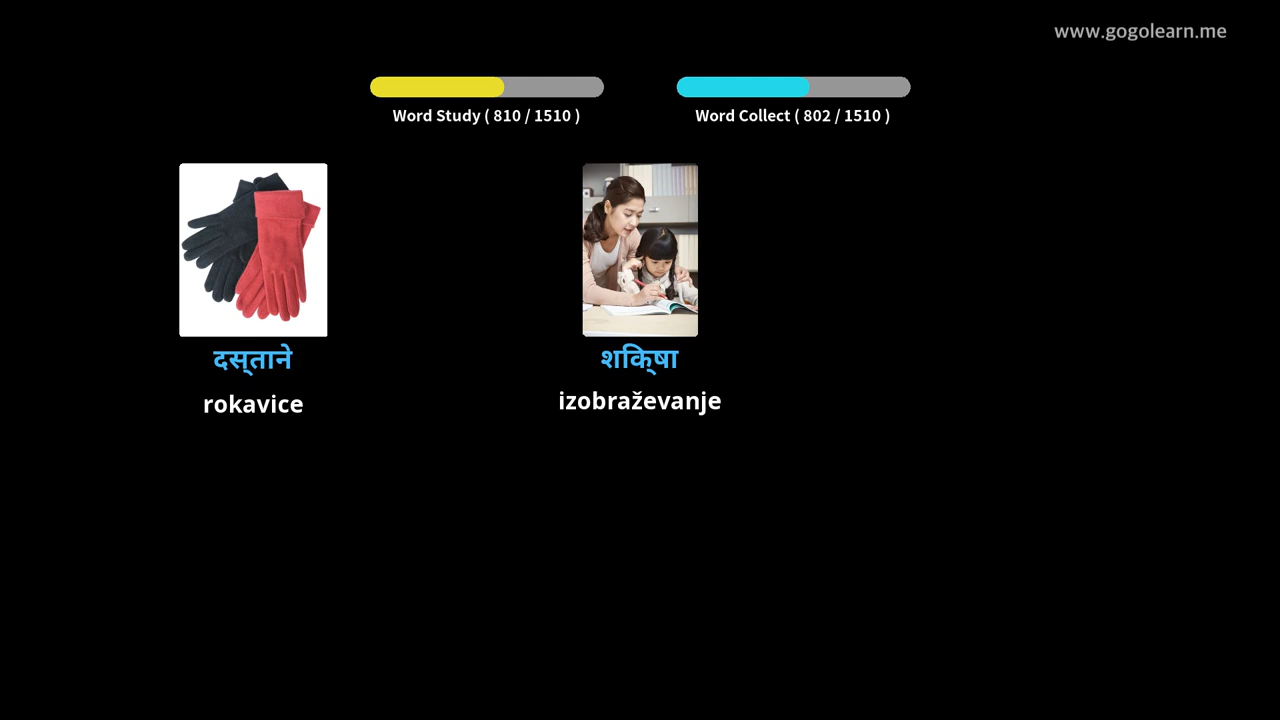 www.gogolearn.me
Word Study ( 810 / 1510 )
Word Collect ( 802 / 1510 )
दस्ताने
शिक्षा
rokavice
izobraževanje